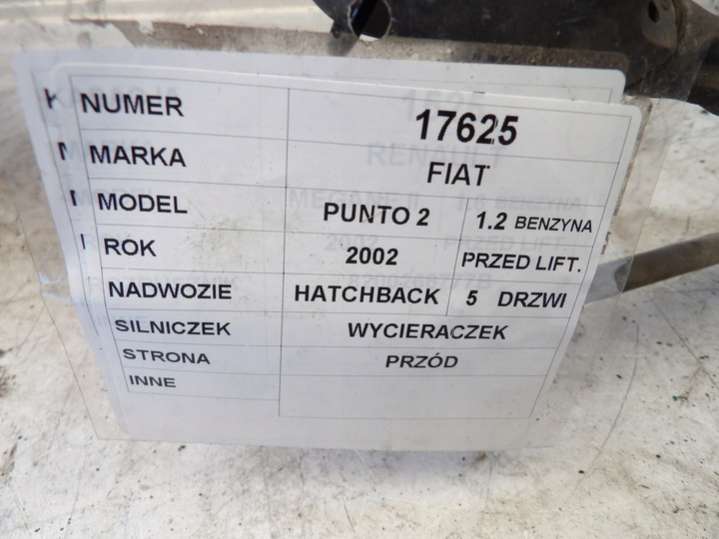 NUMER 17625
MARKA FIAT
MODEL PUNTO 2 1.2 BENZYNA
ROK 2002 PRZED LIFT.
NADWOZIE HATCHBACK 5 DRZWI
SILNICZEK WYCIERACZEK
STRONA PRZÓD
INNE